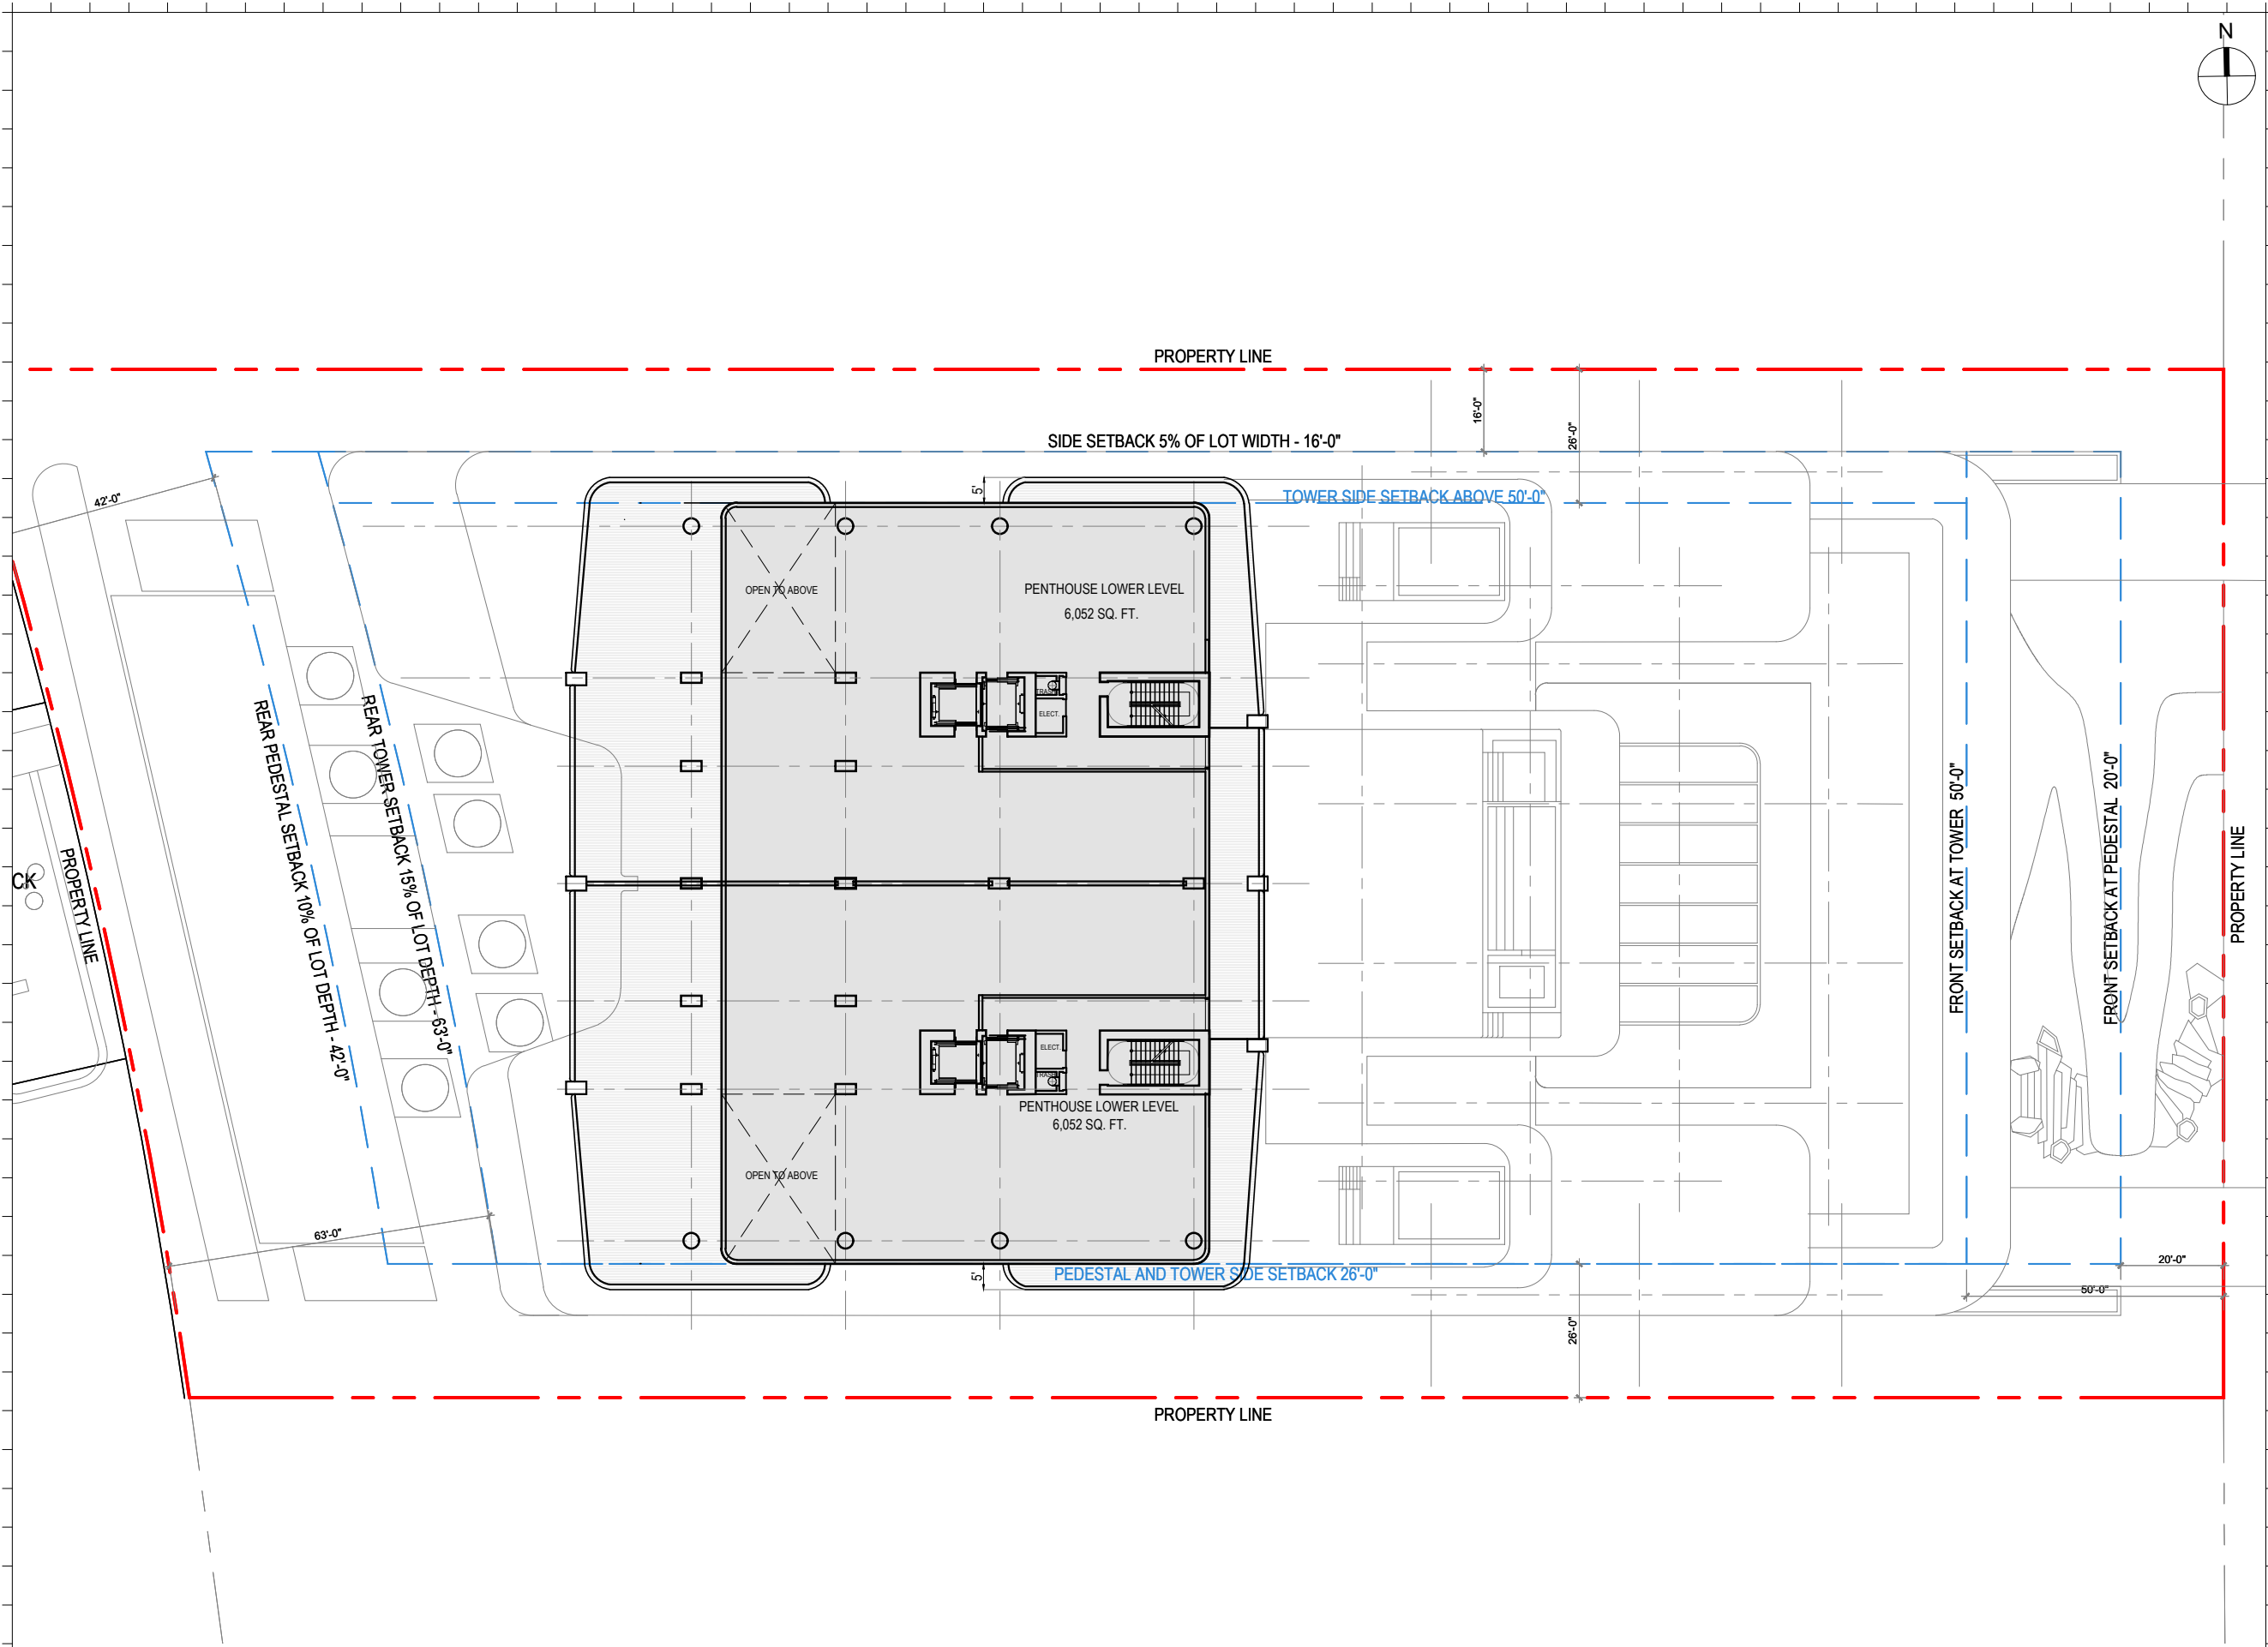 N
PROPERTY LINE
16'-0"
26'-0"
SIDE SETBACK 5% OF LOT WIDTH - 16'-0"
42'-0"
5'
TOWER SIDE SETBACK ABOVE 50'-0"
OPEN TO ABOVE
PENTHOUSE LOWER LEVEL
6,052 SQ. FT.
ELECT.
REAR PEDESTAL SETBACK 10% OF LOT DEPTH - 42'-0"
REAR TOWER SETBACK 15% OF LOT DEPTH - 63'-0"
PROPERTY LINE
CK
FRONT SETBACK AT TOWER 50'-0"
FRONT SETBACK AT PEDESTAL 20'-0"
PROPERTY LINE
ELECT.
PENTHOUSE LOWER LEVEL
6,052 SQ. FT.
OPEN TO ABOVE
63'-0"
5'
PEDESTAL AND TOWER SIDE SETBACK 26'-0"
20'-0"
50'-0"
26'-0"
PROPERTY LINE